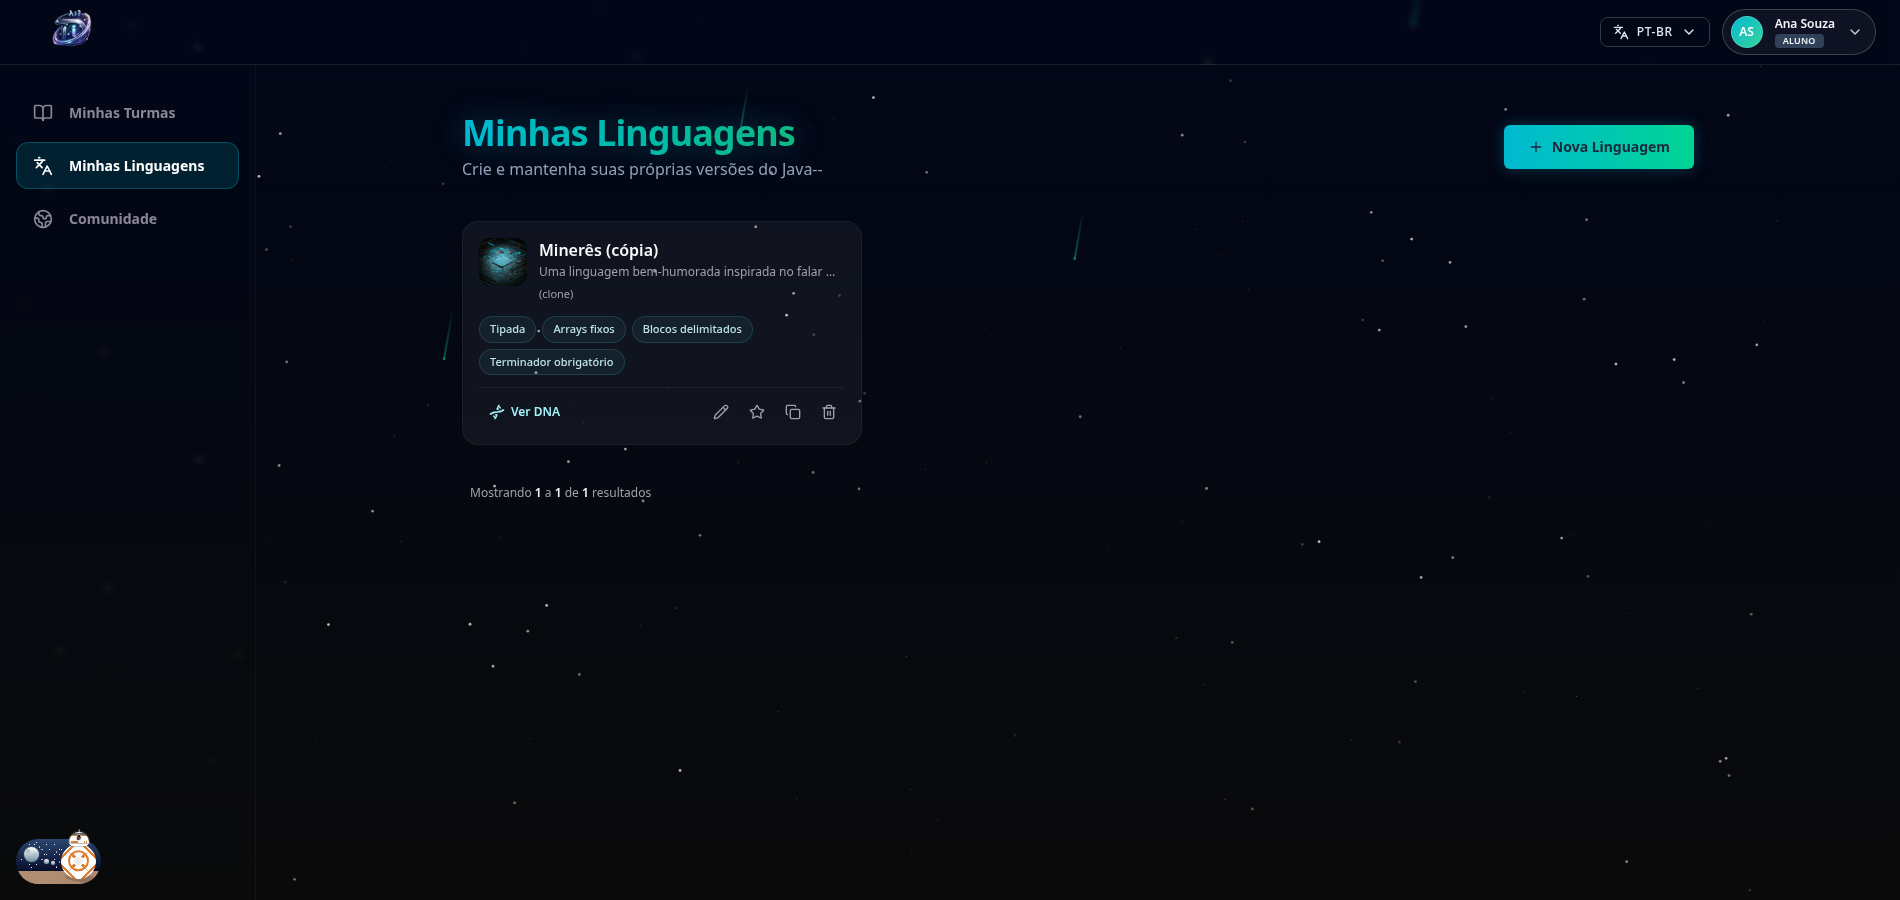 PT-BR
AS
Ana Souza
ALUNO
Minhas Turmas
Minhas Linguagens
Comunidade
Minhas Linguagens
Crie e mantenha suas próprias versões do Java--
Nova Linguagem
Minerês (cópia)
Uma linguagem bem-humorada inspirada no falar ...
(clone)
Tipada
Arrays fixos
Blocos delimitados
Terminador obrigatório
Ver DNA
Mostrando 1 a 1 de 1 resultados